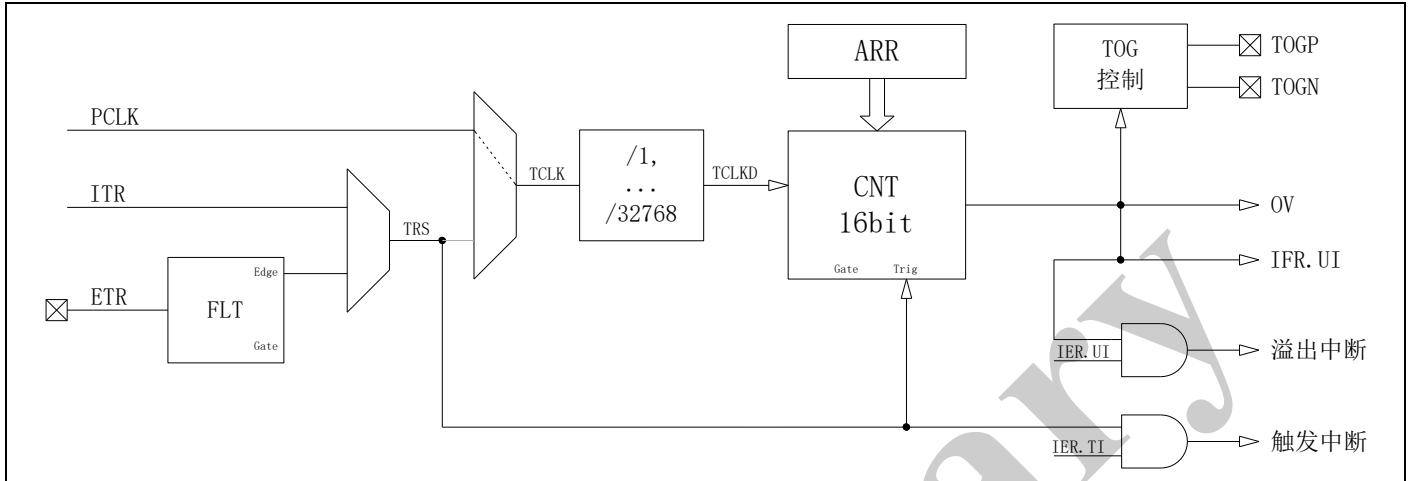 ARR
TOG
控制
TOGP
TOGN
PCLK
/1,
...
/32768
TCLK
TCLKD
CNT
16bit
ITR
TRS
OV
Gate
Trig
IFR.UI
Edge
ETR
FLT
Gate
IER.UI
溢出中断
IER.TI
触发中断
ary